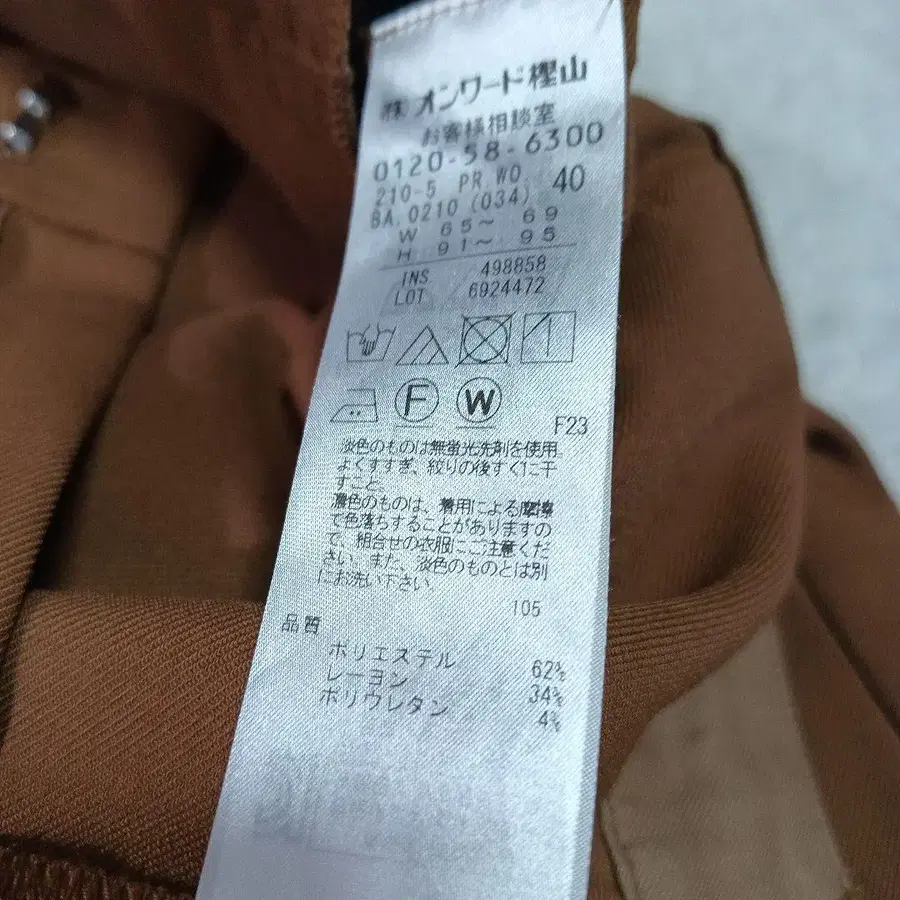 ㈱ オンワード樫山
お客様相談室
0120-58-6300
210-5 PR.WO 40
BA.0210 (034)
W 65～ 69
H 91～ 95
INS 498858
LOT 6924472
F W
F23
淡色のものは無蛍光洗剤を使用
よくすすぎ、絞りの後すぐに干
すこと。
濃色のものは、着用による摩擦
で色落ちすることがありますの
で、組合せの衣服にご注意くだ
さい。また、淡色のものとは別
にお洗い下さい.
105
品質
ポリエステル 62%
レーヨン 34%
ポリウレタン 4%